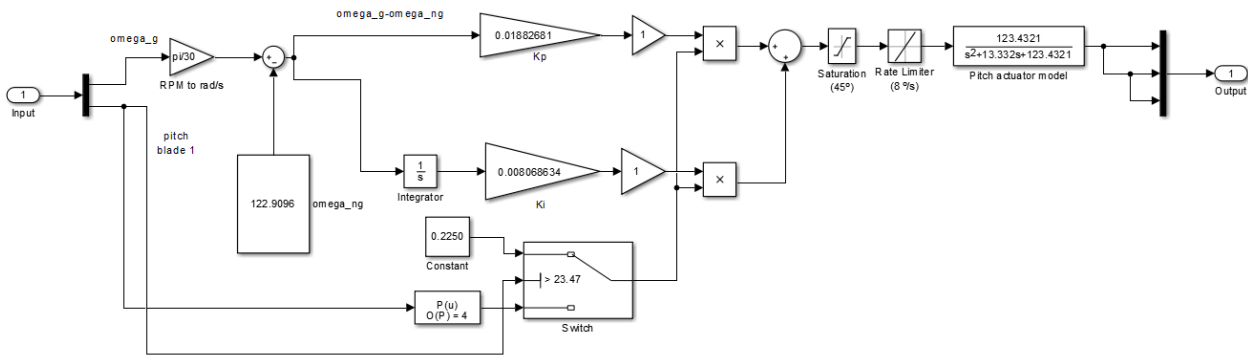 omega_g
pi/30
RPM to rad/s
omega_g-omega_ng
0.01882681
Kp
1
×
Saturation
(45º)
Rate Limiter
(8 º/s)
123.4321
s²+13.332s+123.4321
Pitch actuator model
1
Output
1
Input
pitch
blade 1
122.9096
omega_ng
1
s
Integrator
0.008068634
Ki
1
×
0.2250
Constant
> 23.47
Switch
P(u)
O(P) = 4